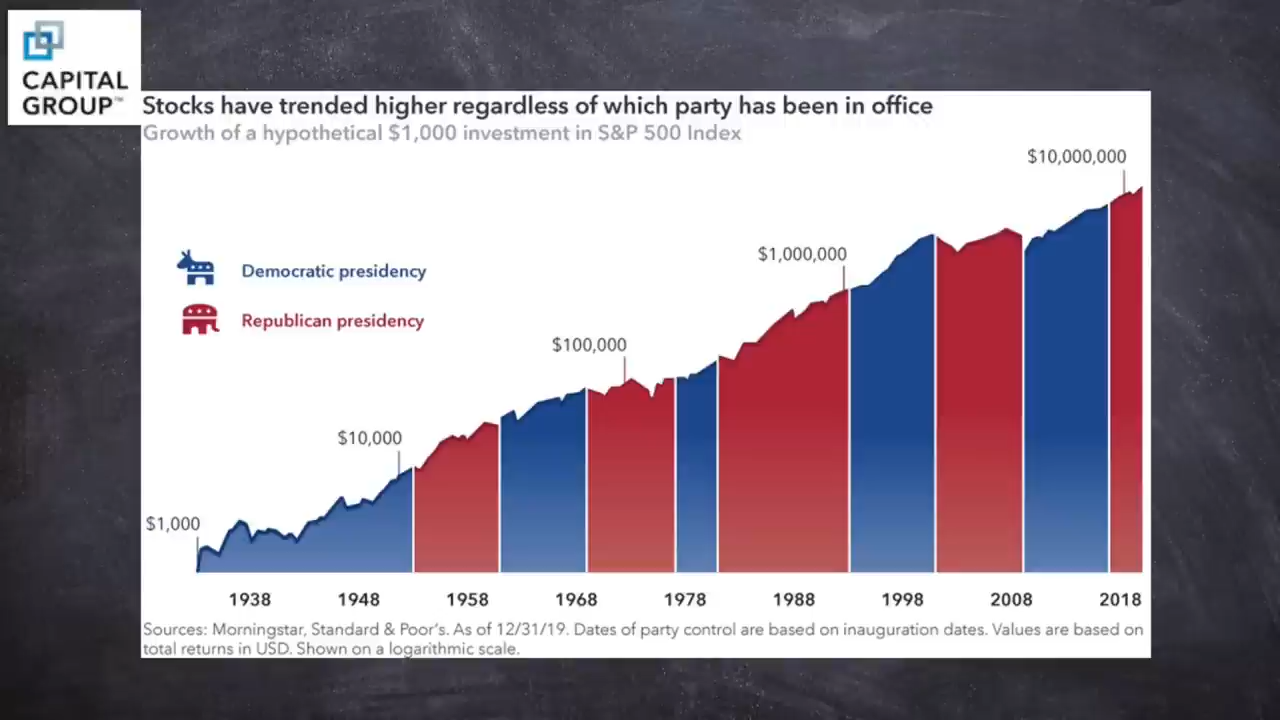 CAPITAL
GROUP™
Stocks have trended higher regardless of which party has been in office
Growth of a hypothetical $1,000 investment in S&P 500 Index
$10,000,000
$1,000,000
Democratic presidency
Republican presidency
$100,000
$10,000
$1,000
1938 1948 1958 1968 1978 1988 1998 2008 2018
Sources: Morningstar, Standard & Poor's. As of 12/31/19. Dates of party control are based on inauguration dates. Values are based on
total returns in USD. Shown on a logarithmic scale.